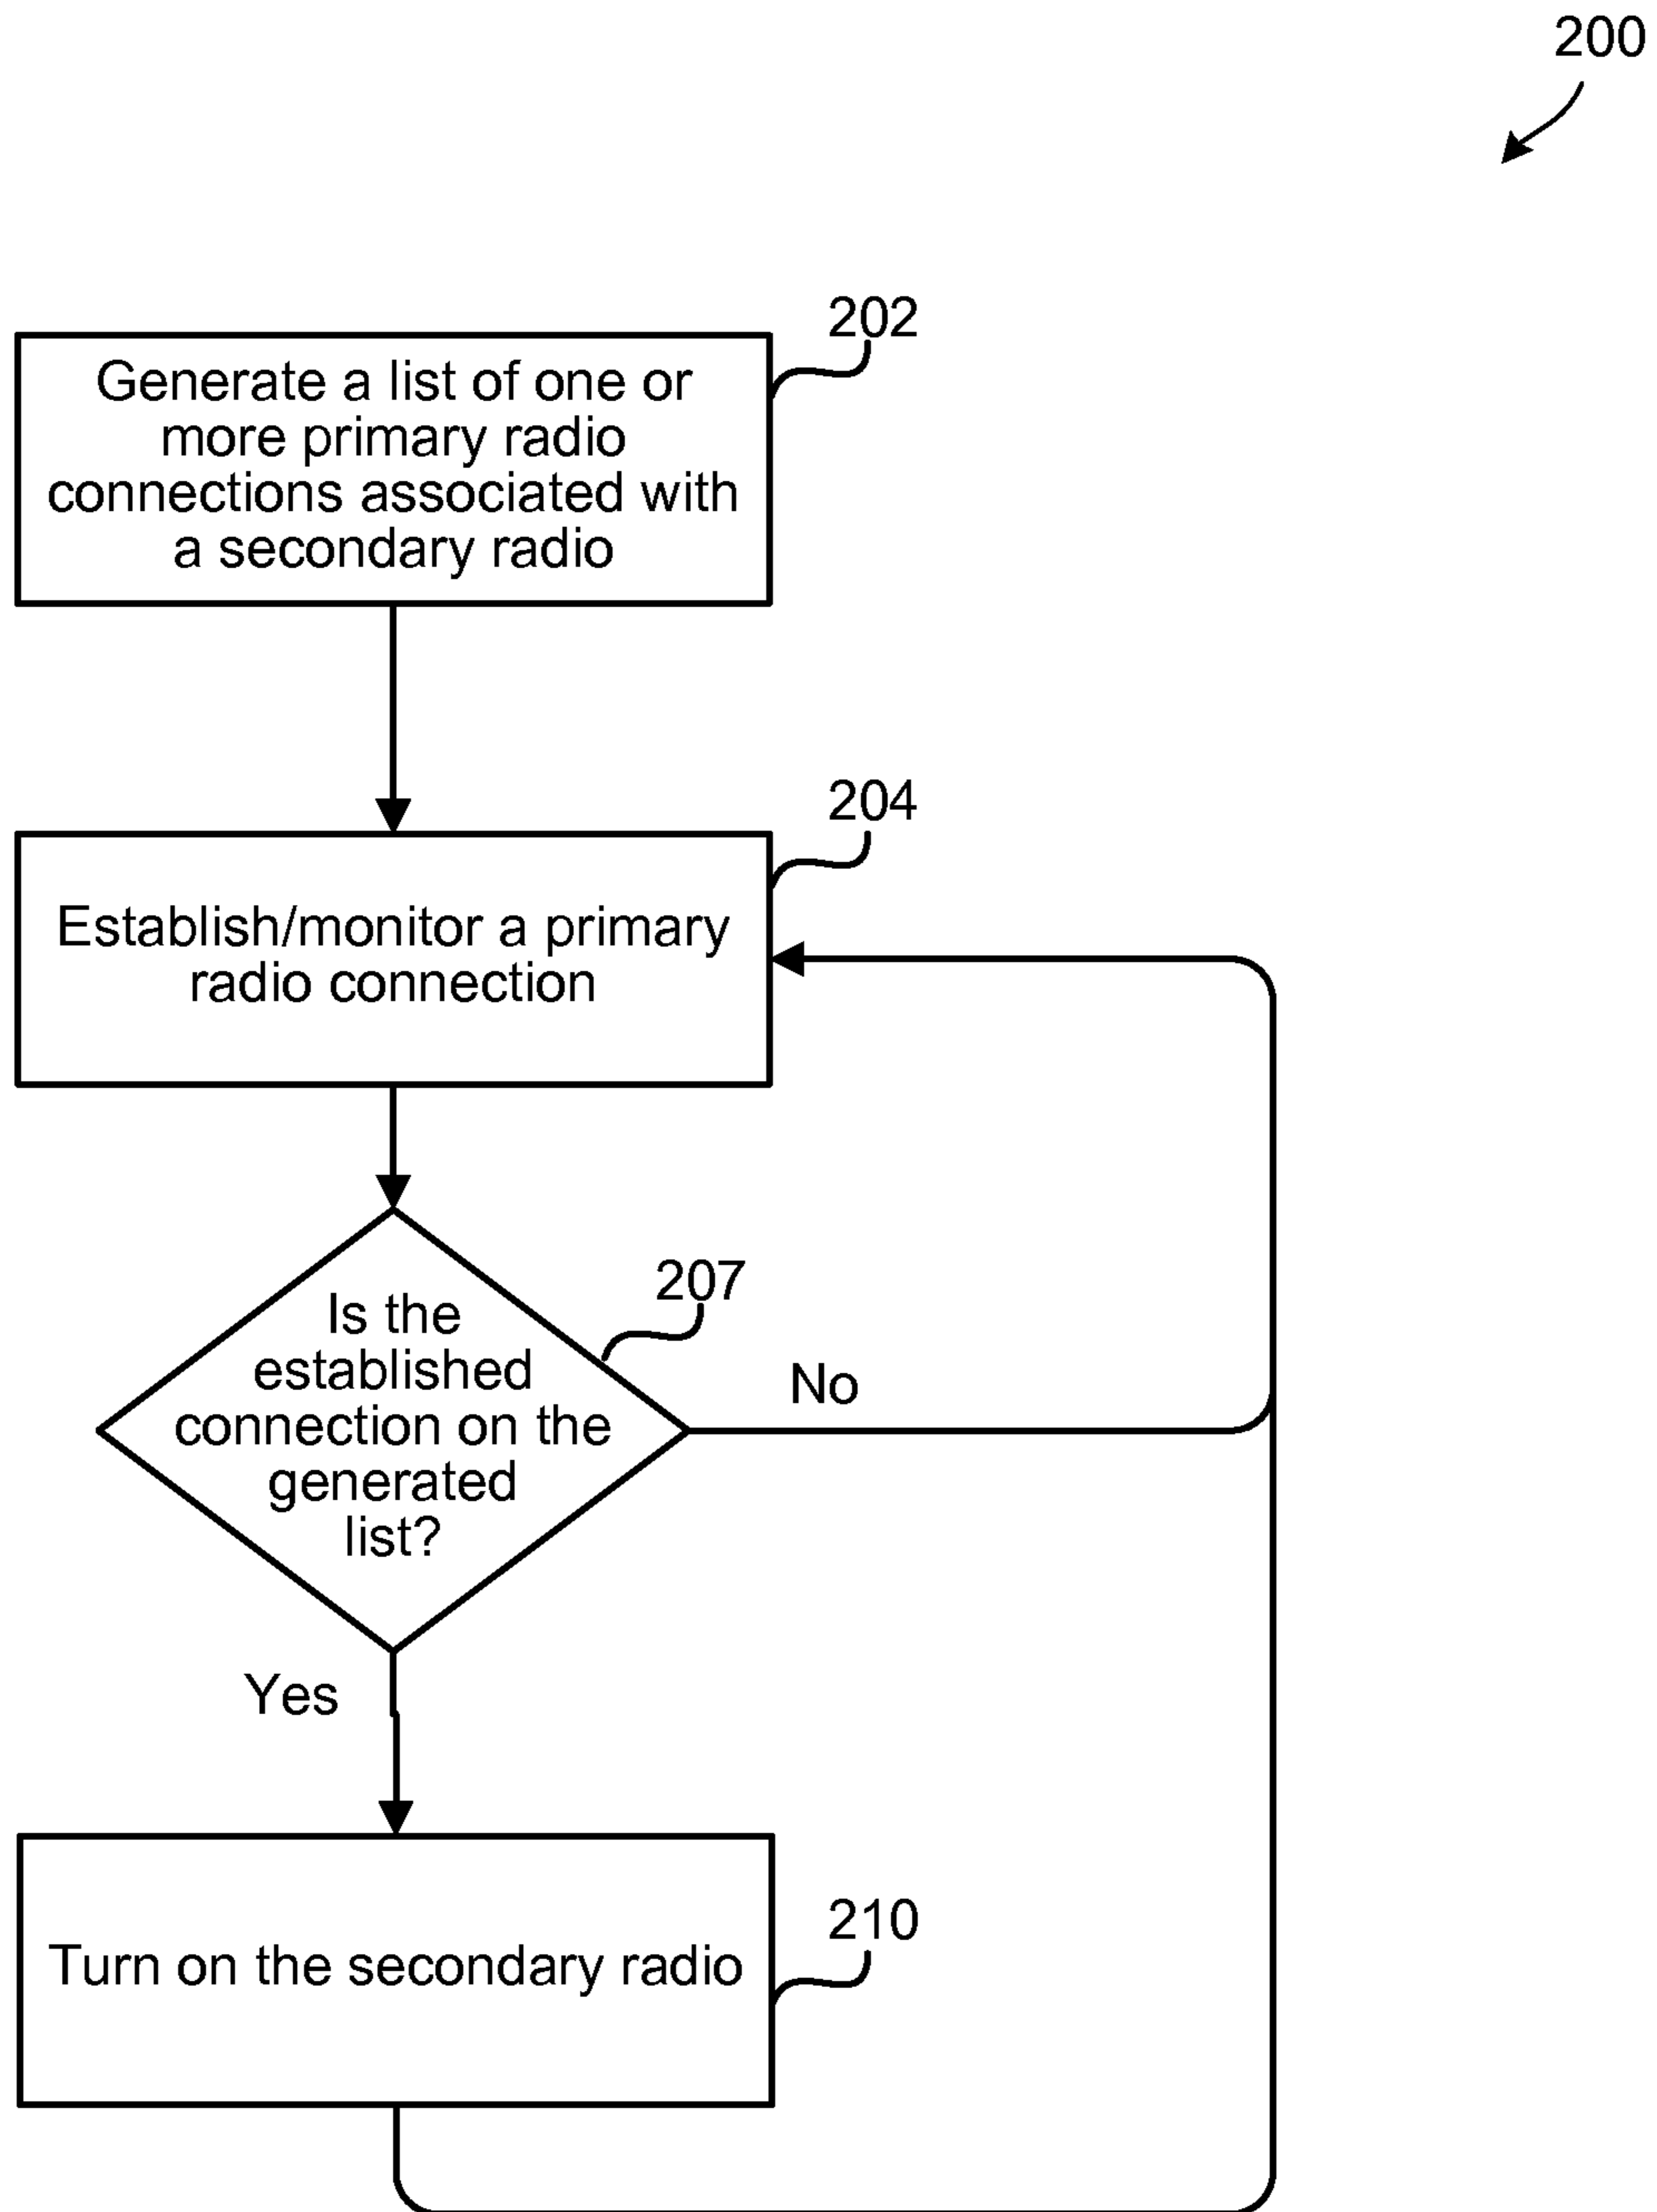 200
202
Generate a list of one or
more primary radio
connections associated with
a secondary radio
204
Establish/monitor a primary
radio connection
207
Is the
established
connection on the
generated
list?
No
Yes
210
Turn on the secondary radio